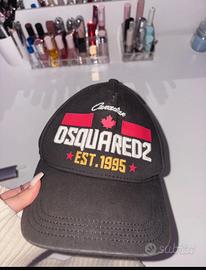 Canadian
DSQUARED2
★EST.1995★
subito